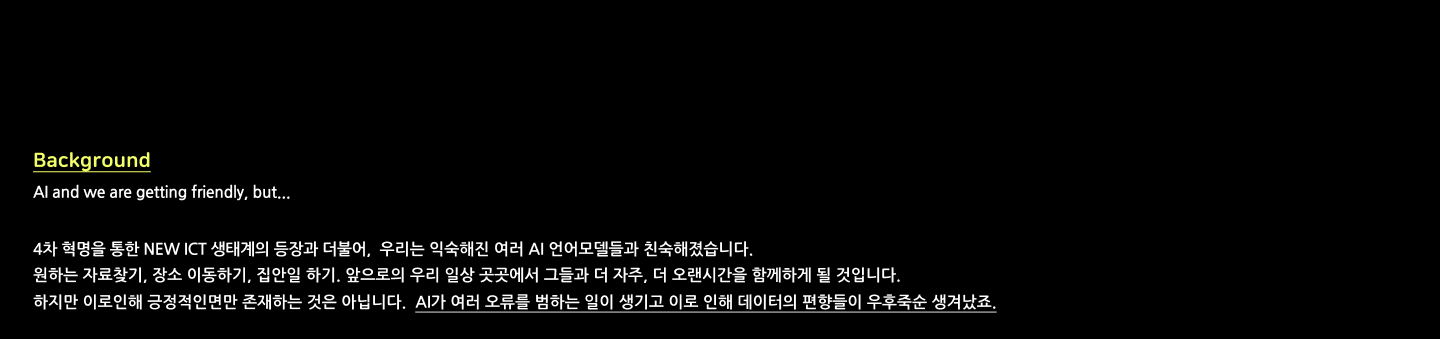 Background
AI and we are getting friendly, but...
4차 혁명을 통한 NEW ICT 생태계의 등장과 더불어, 우리는 익숙해진 여러 AI 언어모델들과 친숙해졌습니다.
원하는 자료찾기, 장소 이동하기, 집안일 하기. 앞으로의 우리 일상 곳곳에서 그들과 더 자주, 더 오랜시간을 함께하게 될 것입니다.
하지만 이로인해 긍정적인면만 존재하는 것은 아닙니다. AI가 여러 오류를 범하는 일이 생기고 이로 인해 데이터의 편향들이 우후죽순 생겨났죠.